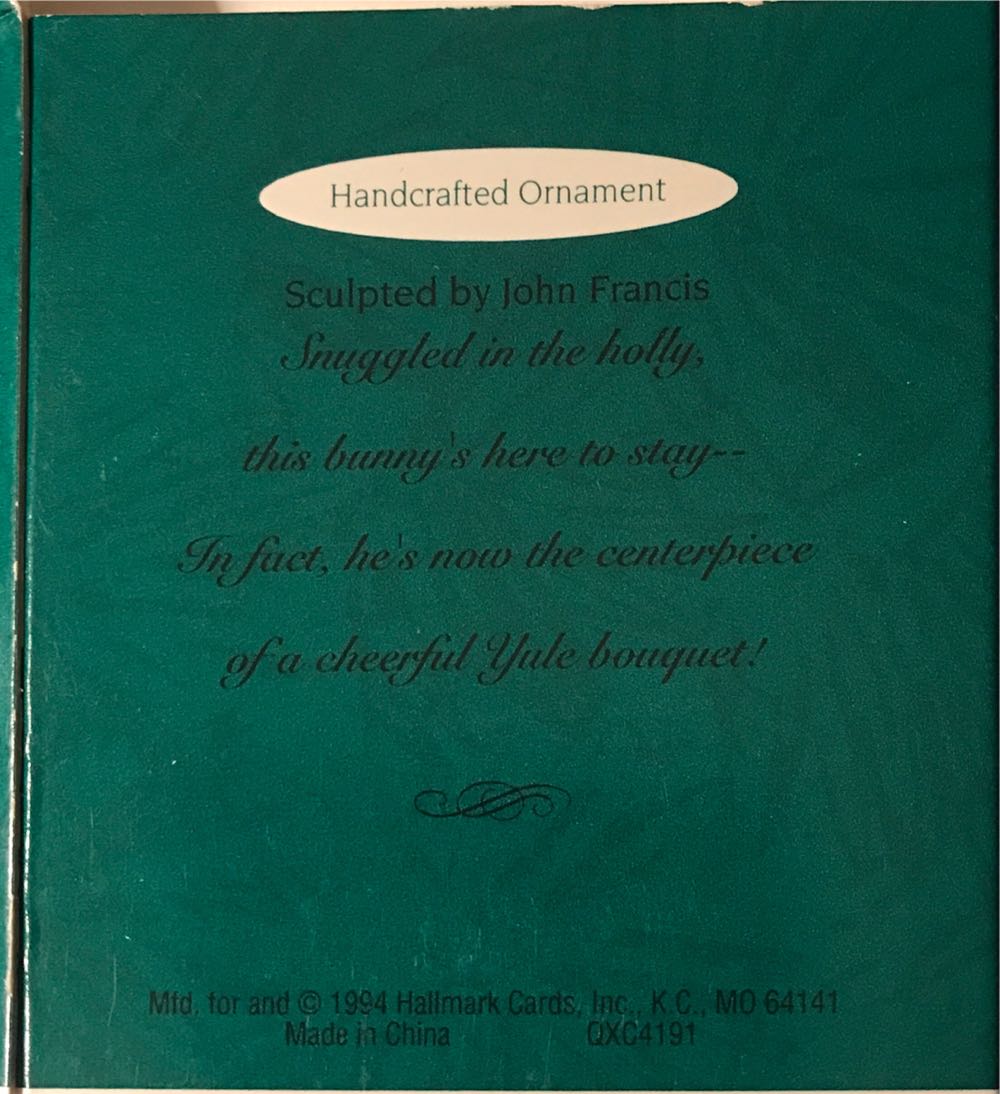 Handcrafted Ornament
Sculpted by John Francis
Snuggled in the holly,
this bunny's here to stay--
In fact, he's now the centerpiece
of a cheerful Yule bouquet!
Mfd. for and © 1994 Hallmark Cards, Inc., K.C., MO 64141
Made in China QXC4191